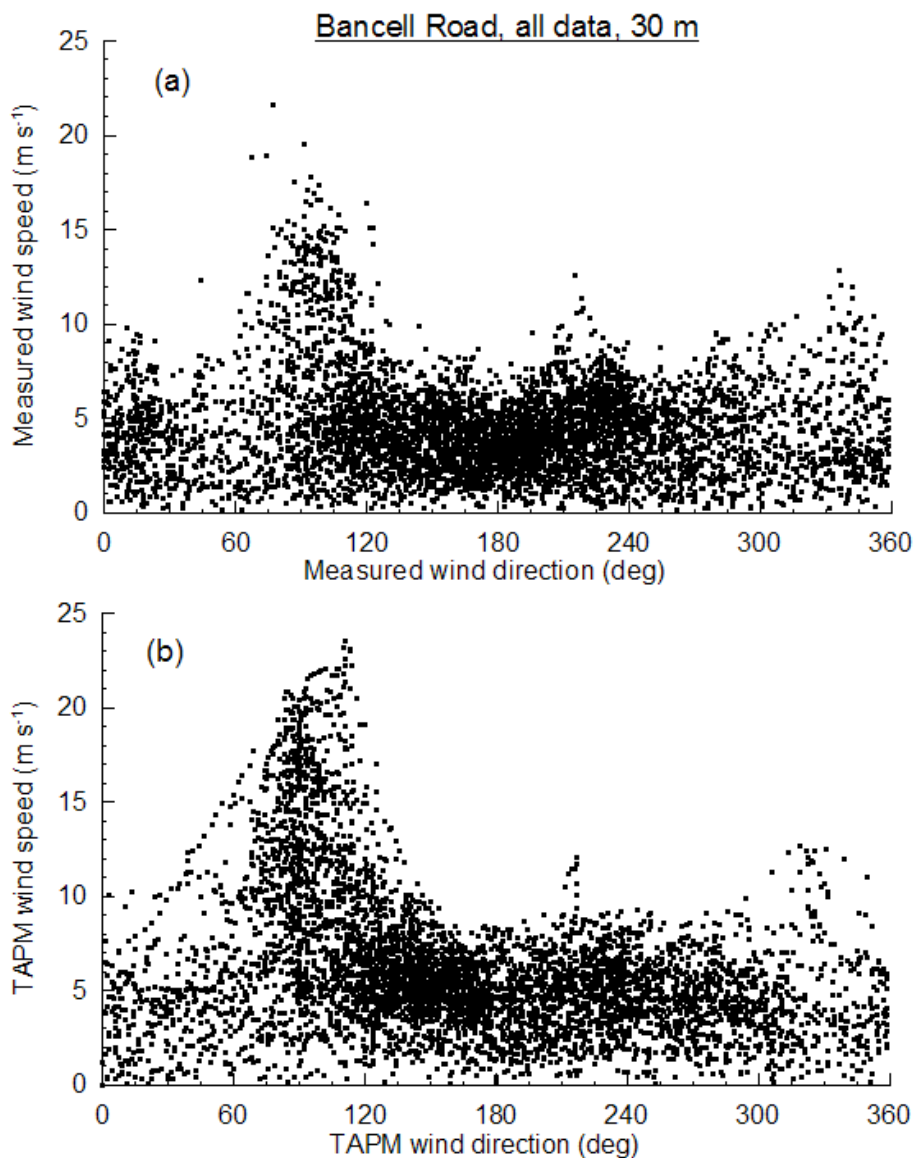 Bancell Road, all data, 30 m
(a)
Measured wind speed (m s-1)
25
20
15
10
5
0
0 60 120 180 240 300 360
Measured wind direction (deg)
(b)
TAPM wind speed (m s-1)
25
20
15
10
5
0
0 60 120 180 240 300 360
TAPM wind direction (deg)